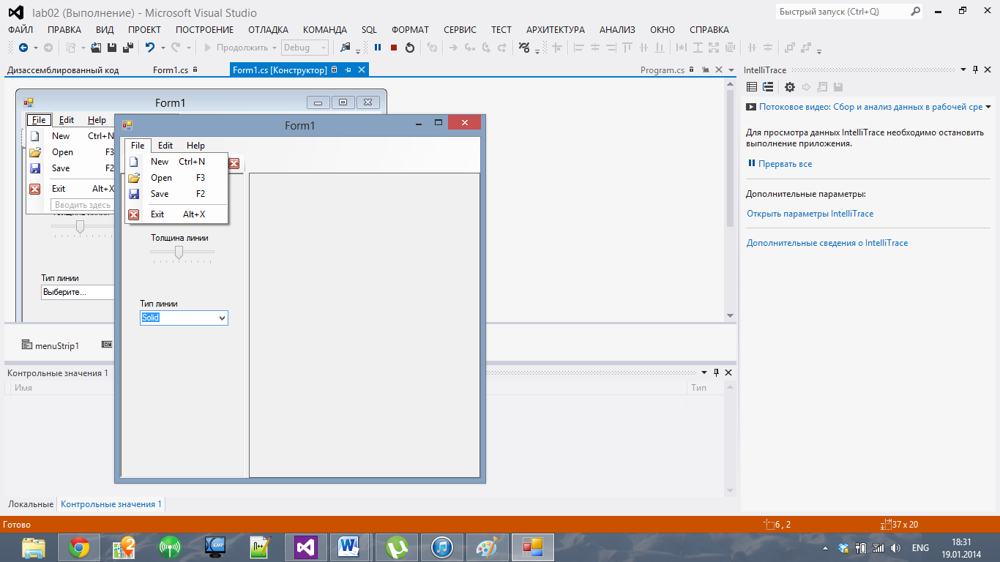 lab02 (Выполнение) - Microsoft Visual Studio
Быстрый запуск (Ctrl+Q)
ФАЙЛ ПРАВКА ВИД ПРОЕКТ ПОСТРОЕНИЕ ОТЛАДКА КОМАНДА SQL ФОРМАТ СЕРВИС ТЕСТ АРХИТЕКТУРА АНАЛИЗ ОКНО СПРАВКА
Продолжить Debug
Дизассемблированный код Form1.cs Form1.cs [Конструктор] Program.cs
Form1
File Edit Help
New Ctrl+N
Open F3
Save F2
Exit Alt+X
Вводить здесь
Тип линии
Выберите...
Form1
File Edit Help
New Ctrl+N
Open F3
Save F2
Exit Alt+X
Толщина линии
Тип линии
Solid
menuStrip1
IntelliTrace
Потоковое видео: Сбор и анализ данных в рабочей сре
Для просмотра данных IntelliTrace необходимо остановить
выполнение приложения.
Прервать все
Дополнительные параметры:
Открыть параметры IntelliTrace
Дополнительные сведения о IntelliTrace
Контрольные значения 1
Имя Тип
Локальные Контрольные значения 1
Готово 6 , 2 37 x 20
ENG
18:31
19.01.2014